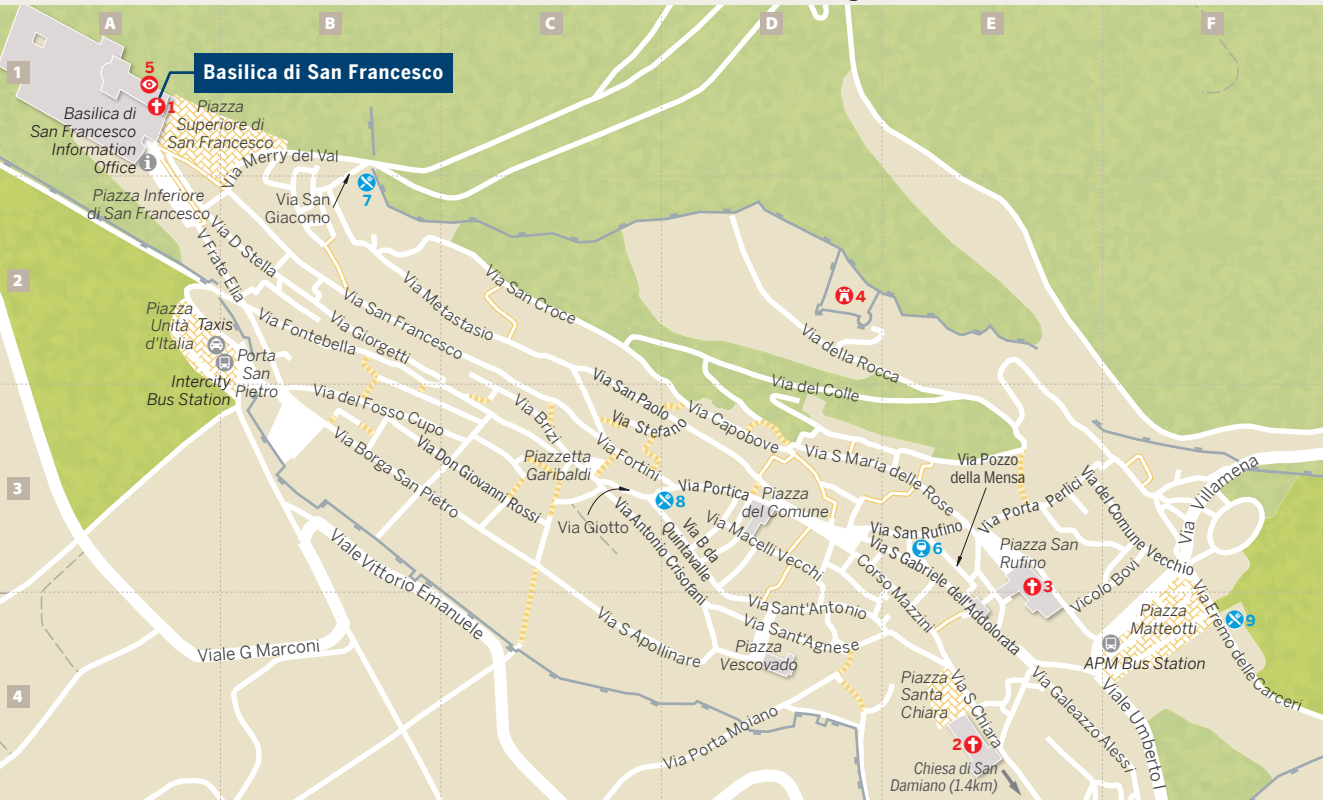 A
B
C
D
E
F
1
5
Basilica di San Francesco
1
Basilica di
San Francesco
Information
Office
i
Piazza
Superiore di
San Francesco
Via Merry del Val
Piazza Inferiore
di San Francesco
Via San
Giacomo
7
2
V Frate Elia
Via D Stella
Via Metastasio
Via San Croce
4
Via San Francesco
Via Giorgetti
Via Fontebella
Piazza
Unità
d'Italia
Taxis
Porta
San
Pietro
Intercity
Bus Station
Via della Rocca
Via del Colle
Via del Fosso Cupo
Via Brizi
Via San Paolo
Via Stefano
Via Capobove
Via Borga San Pietro
Via Don Giovanni Rossi
Piazzetta
Garibaldi
Via Fortini
Via S Maria delle Rose
Via Pozzo
della Mensa
3
Via Giotto
8
Via Portica
Piazza
del Comune
Via Porta Perlici
Via del Comune Vecchio
Via Villamena
Via Antonio Crisofani
Via B da
Quintavalle
Via Macelli Vecchi
Via San Rufino
6
Via S Gabriele dell'Addolorata
Piazza San
Rufino
3
Viale Vittorio Emanuele
Corso Mazzini
Vicolo Bovi
Via Sant'Antonio
Via Sant'Agnese
Piazza
Matteotti
9
Via Eremo delle Carceri
Viale G Marconi
Via S Apollinare
Piazza
Vescovado
APM Bus Station
4
Piazza
Santa
Chiara
Via S Chiara
Via Galeazzo Alessi
Viale Umberto I
Via Porta Moiano
2
Chiesa di San
Damiano (1.4km)